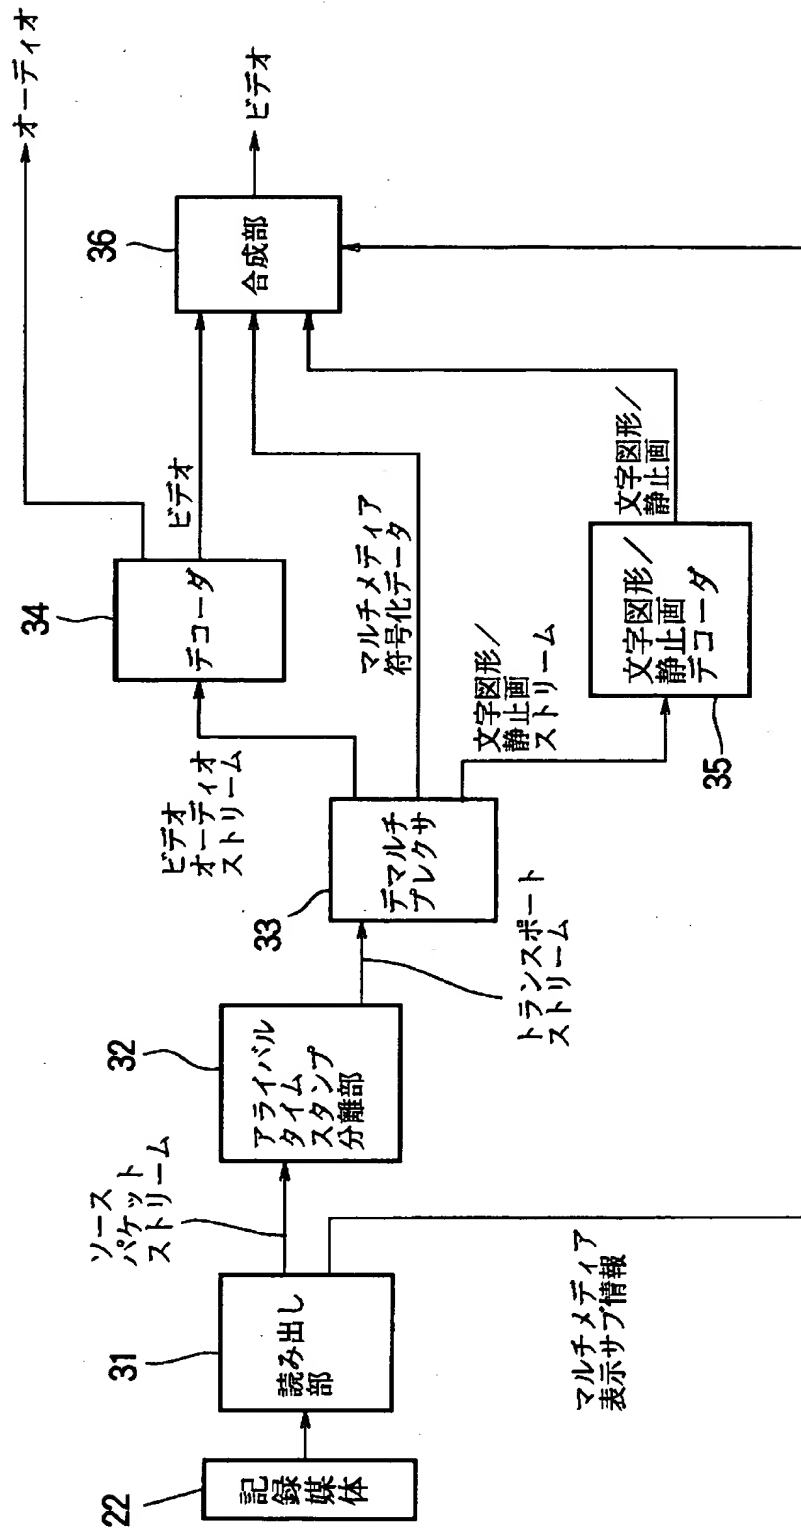 22
記録
媒体
31
読み出し
部
ソース
パケット
ストリーム
32
アライバル
タイム
スタンプ
分離部
トランスポート
ストリーム
33
デマルチ
プレクサ
ビデオ
オーディオ
ストリーム
34
デコーダ
オーディオ
ビデオ
マルチメディア
符号化データ
文字図形/
静止画
ストリーム
35
文字図形/
静止画
デコーダ
文字図形/
静止画
36
合成部
ビデオ
マルチメディア
表示サブ情報